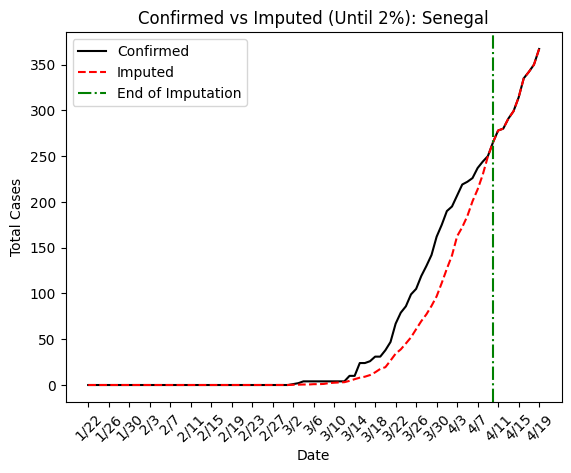 Confirmed vs Imputed (Until 2%): Senegal
Confirmed
Imputed
End of Imputation
Total Cases
350
300
250
200
150
100
50
0
1/22 1/26 1/30 2/3 2/7 2/11 2/15 2/19 2/23 2/27 3/2 3/6 3/10 3/14 3/18 3/22 3/26 3/30 4/3 4/7 4/11 4/15 4/19
Date